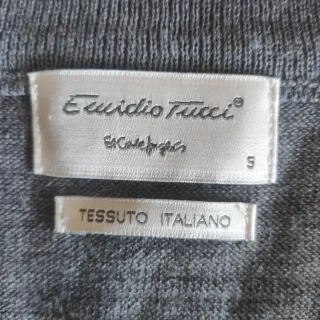 Emidio Tucci®
El Corte Inglés
S
TESSUTO ITALIANO